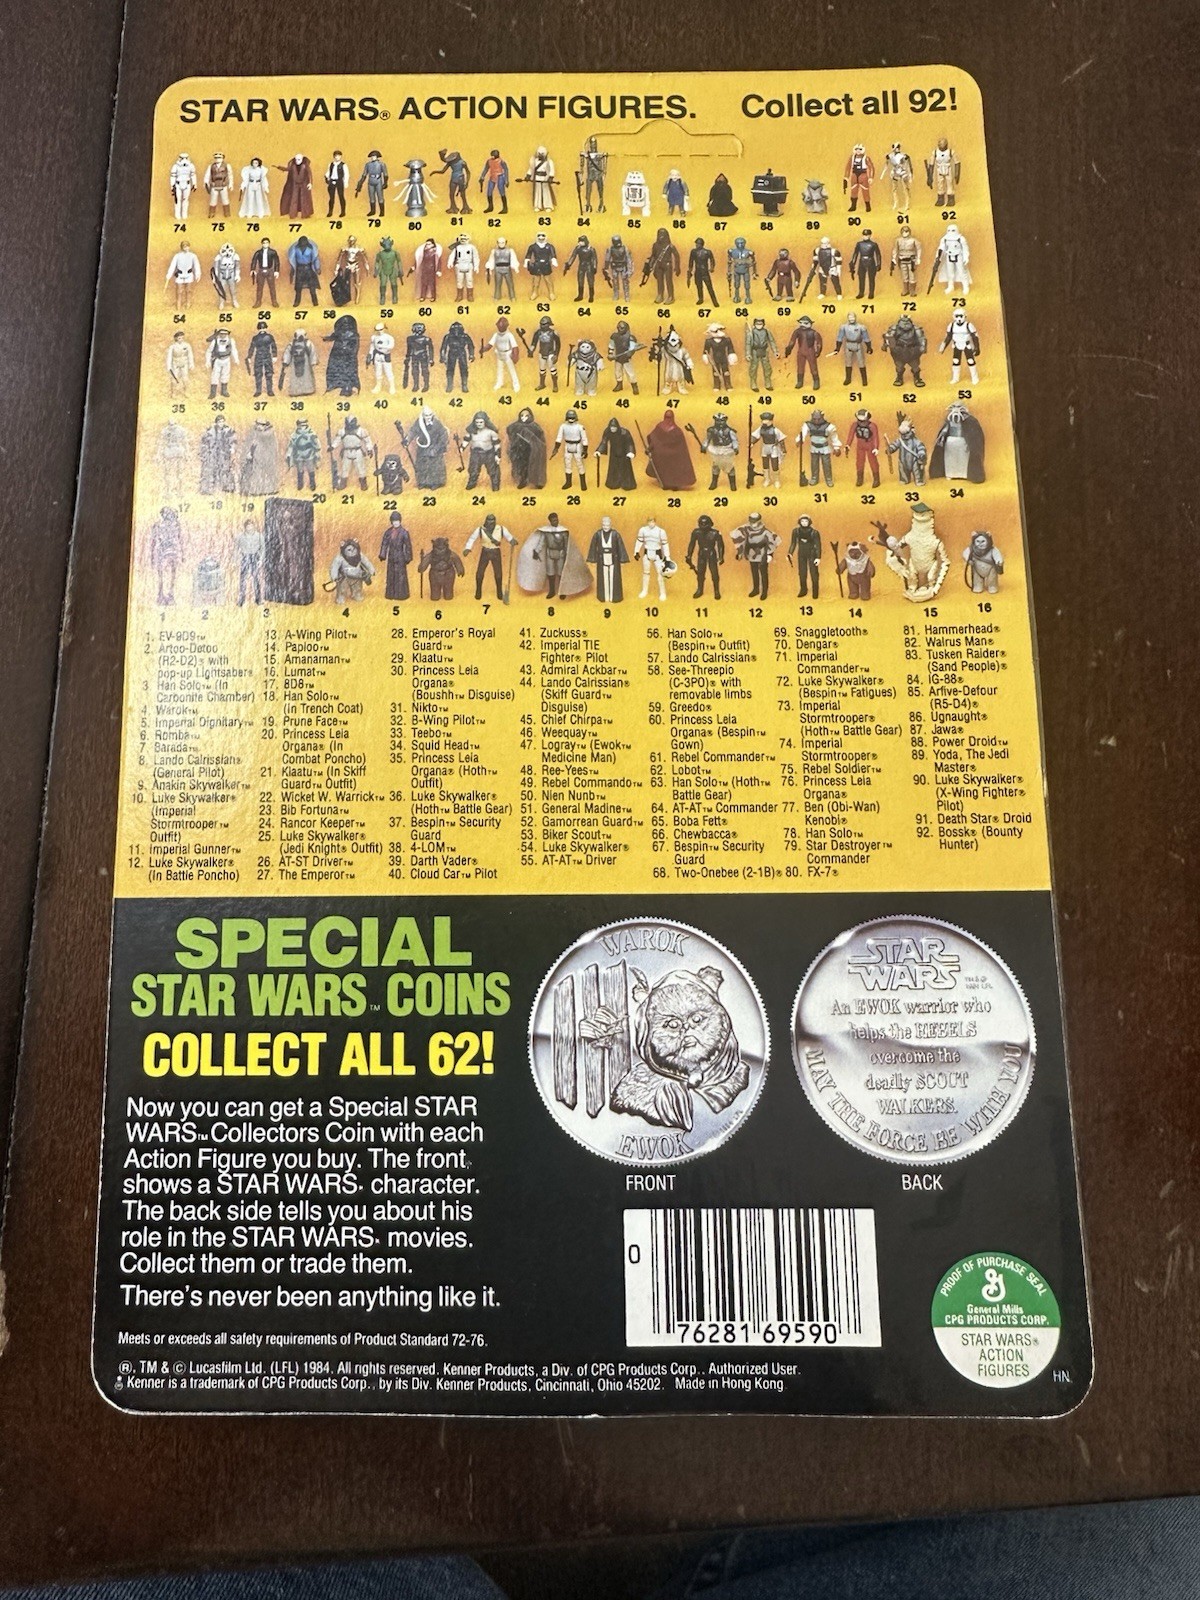 STAR WARS® ACTION FIGURES. Collect all 92!
74 75 76 77 78 79 80 81 82 83 84 85 86 87 88 89 90 91 92
54 55 56 57 58 59 60 61 62 63 64 65 66 67 68 69 70 71 72 73
35 36 37 38 39 40 41 42 43 44 45 46 47 48 49 50 51 52 53
17 18 19 20 21 22 23 24 25 26 27 28 29 30 31 32 33 34
1 2 3 4 5 6 7 8 9 10 11 12 13 14 15 16
1. EV-9D9™
2. Artoo-Detoo
(R2-D2)® with
pop-up Lightsaber®
3. Han Solo™ (In
Carbonite Chamber)
4. Warok™
5. Imperial Dignitary™
6. Romba™
7. Barada™
8. Lando Calrissian®
(General Pilot)
9. Anakin Skywalker™
10. Luke Skywalker®
(Imperial
Stormtrooper™
Outfit)
11. Imperial Gunner™
12. Luke Skywalker®
(In Battle Poncho)
13. A-Wing Pilot™
14. Paploo™
15. Amanaman™
16. Lumat™
17. 8D8™
18. Han Solo™
(In Trench Coat)
19. Prune Face™
20. Princess Leia
Organa® (In
Combat Poncho)
21. Klaatu™ (In Skiff
Guard™ Outfit)
22. Wicket W. Warrick™
23. Bib Fortuna™
24. Rancor Keeper™
25. Luke Skywalker®
(Jedi Knight® Outfit)
26. AT-ST Driver™
27. The Emperor™
28. Emperor's Royal
Guard™
29. Klaatu™
30. Princess Leia
Organa®
(Boushh™ Disguise)
31. Nikto™
32. B-Wing Pilot™
33. Teebo™
34. Squid Head™
35. Princess Leia
Organa® (Hoth™
Outfit)
36. Luke Skywalker®
(Hoth™ Battle Gear)
37. Bespin™ Security
Guard
38. 4-LOM™
39. Darth Vader®
40. Cloud Car™ Pilot
41. Zuckuss®
42. Imperial TIE
Fighter® Pilot
43. Admiral Ackbar™
44. Lando Calrissian®
(Skiff Guard™
Disguise)
45. Chief Chirpa™
46. Weequay™
47. Logray™ (Ewok™
Medicine Man)
48. Ree-Yees™
49. Rebel Commando™
50. Nien Nunb™
51. General Madine™
52. Gamorrean Guard™
53. Biker Scout™
54. Luke Skywalker®
55. AT-AT™ Driver
56. Han Solo™
(Bespin™ Outfit)
57. Lando Calrissian®
58. See-Threepio
(C-3PO)® with
removable limbs
59. Greedo®
60. Princess Leia
Organa® (Bespin™
Gown)
61. Rebel Commander™
62. Lobot™
63. Han Solo™ (Hoth™
Battle Gear)
64. AT-AT™ Commander
65. Boba Fett®
66. Chewbacca®
67. Bespin™ Security
Guard
68. Two-Onebee (2-1B)®
69. Snaggletooth®
70. Dengar®
71. Imperial
Commander™
72. Luke Skywalker®
(Bespin™ Fatigues)
73. Imperial
Stormtrooper®
(Hoth™ Battle Gear)
74. Imperial
Stormtrooper®
75. Rebel Soldier™
76. Princess Leia
Organa®
77. Ben (Obi-Wan)
Kenobi®
78. Han Solo™
79. Star Destroyer™
Commander
80. FX-7®
81. Hammerhead®
82. Walrus Man®
83. Tusken Raider®
(Sand People)®
84. IG-88®
85. Arfive-Defour
(R5-D4)®
86. Ugnaught®
87. Jawa®
88. Power Droid™
89. Yoda, The Jedi
Master®
90. Luke Skywalker®
(X-Wing Fighter®
Pilot)
91. Death Star® Droid
92. Bossk® (Bounty
Hunter)
SPECIAL
STAR WARS™ COINS
COLLECT ALL 62!
Now you can get a Special STAR
WARS™ Collectors Coin with each
Action Figure you buy. The front
shows a STAR WARS® character.
The back side tells you about his
role in the STAR WARS® movies.
Collect them or trade them.
There's never been anything like it.
WAROK
EWOK
FRONT
STAR
WARS
An EWOK warrior who
helps the REBELS
overcome the
deadly SCOUT
WALKERS.
MAY THE FORCE BE WITH YOU
BACK
0 76281 69590
PROOF OF PURCHASE SEAL
G
General Mills
CPG PRODUCTS CORP.
STAR WARS®
ACTION
FIGURES
HN
Meets or exceeds all safety requirements of Product Standard 72-76.
®, TM & © Lucasfilm Ltd. (LFL) 1984. All rights reserved. Kenner Products, a Div. of CPG Products Corp., Authorized User.
Kenner is a trademark of CPG Products Corp., by its Div. Kenner Products, Cincinnati, Ohio 45202. Made in Hong Kong.